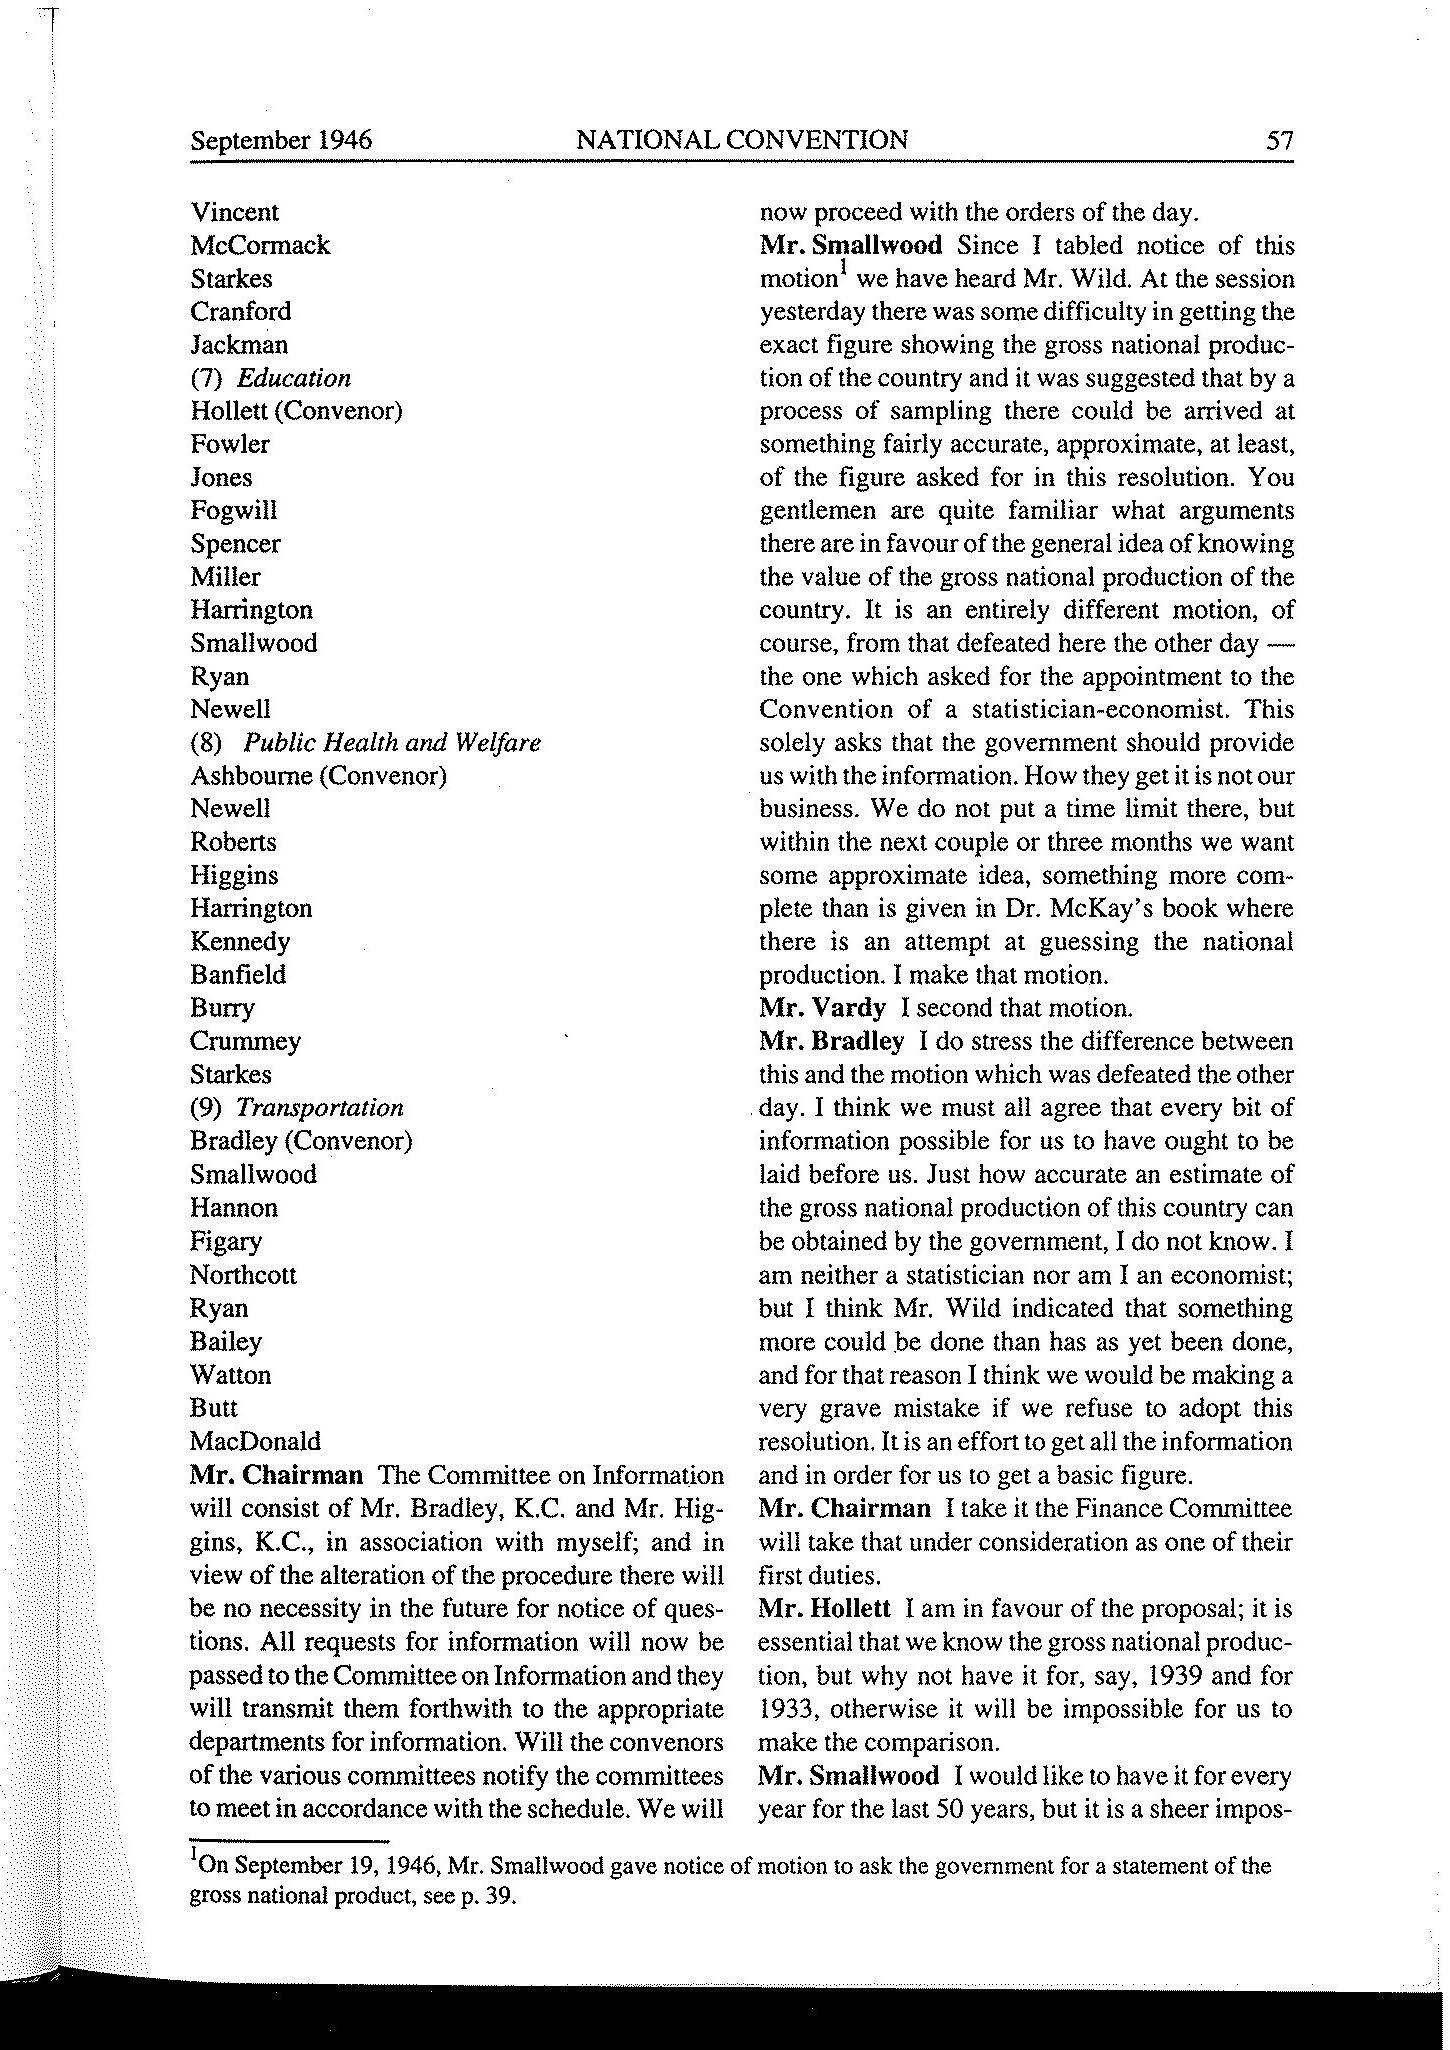 September 1946 NATIONAL CONVENTION 57
Vincent
McCormack
Starkes
Cranford
Jackman
(7) Education
Hollett (Convenor)
Fowler
Jones
Fogwill
Spencer
Miller
Harrington
Smallwood
Ryan
Newell
(8) Public Health and Welfare
Ashbourne (Convenor)
Newell
Roberts
Higgins
Harrington
Kennedy
Banfield
Burry
Crummey
Starkes
(9) Transportation
Bradley (Convenor)
Smallwood
Hannon
Figary
Northcott
Ryan
Bailey
Watton
Butt
MacDonald
Mr. Chairman The Committee on Information
will consist of Mr. Bradley, K.C. and Mr. Hig-
gins, K.C., in association with myself; and in
view of the alteration of the procedure there will
be no necessity in the future for notice of ques-
tions. All requests for information will now be
passed to the Committee on Information and they
will transmit them forthwith to the appropriate
departments for information. Will the convenors
of the various committees notify the committees
to meet in accordance with the schedule. We will
now proceed with the orders of the day.
Mr. Smallwood Since I tabled notice of this
motion¹ we have heard Mr. Wild. At the session
yesterday there was some difficulty in getting the
exact figure showing the gross national produc-
tion of the country and it was suggested that by a
process of sampling there could be arrived at
something fairly accurate, approximate, at least,
of the figure asked for in this resolution. You
gentlemen are quite familiar what arguments
there are in favour of the general idea of knowing
the value of the gross national production of the
country. It is an entirely different motion, of
course, from that defeated here the other day —
the one which asked for the appointment to the
Convention of a statistician-economist. This
solely asks that the government should provide
us with the information. How they get it is not our
business. We do not put a time limit there, but
within the next couple or three months we want
some approximate idea, something more com-
plete than is given in Dr. McKay's book where
there is an attempt at guessing the national
production. I make that motion.
Mr. Vardy I second that motion.
Mr. Bradley I do stress the difference between
this and the motion which was defeated the other
day. I think we must all agree that every bit of
information possible for us to have ought to be
laid before us. Just how accurate an estimate of
the gross national production of this country can
be obtained by the government, I do not know. I
am neither a statistician nor am I an economist;
but I think Mr. Wild indicated that something
more could be done than has as yet been done,
and for that reason I think we would be making a
very grave mistake if we refuse to adopt this
resolution. It is an effort to get all the information
and in order for us to get a basic figure.
Mr. Chairman I take it the Finance Committee
will take that under consideration as one of their
first duties.
Mr. Hollett I am in favour of the proposal; it is
essential that we know the gross national produc-
tion, but why not have it for, say, 1939 and for
1933, otherwise it will be impossible for us to
make the comparison.
Mr. Smallwood I would like to have it for every
year for the last 50 years, but it is a sheer impos-
¹On September 19, 1946, Mr. Smallwood gave notice of motion to ask the government for a statement of the
gross national product, see p. 39.